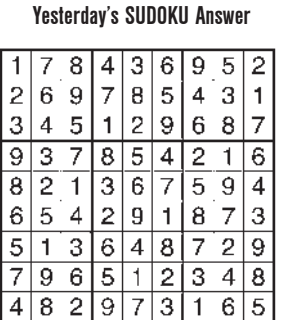 Yesterday's SUDOKU Answer
1 7 8 4 3 6 9 5 2
2 6 9 7 8 5 4 3 1
3 4 5 1 2 9 6 8 7
9 3 7 8 5 4 2 1 6
8 2 1 3 6 7 5 9 4
6 5 4 2 9 1 8 7 3
5 1 3 6 4 8 7 2 9
7 9 6 5 1 2 3 4 8
4 8 2 9 7 3 1 6 5